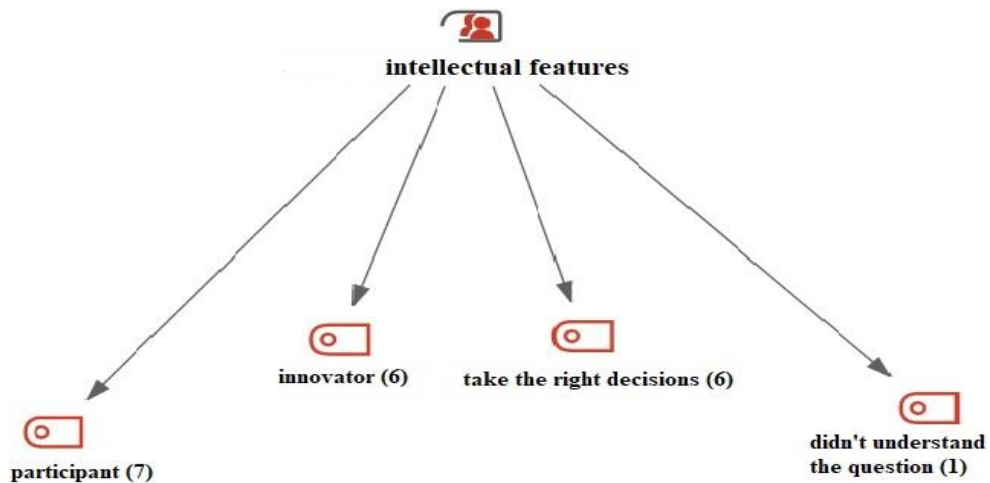 intellectual features
innovator (6)
take the right decisions (6)
participant (7)
didn't understand
the question (1)